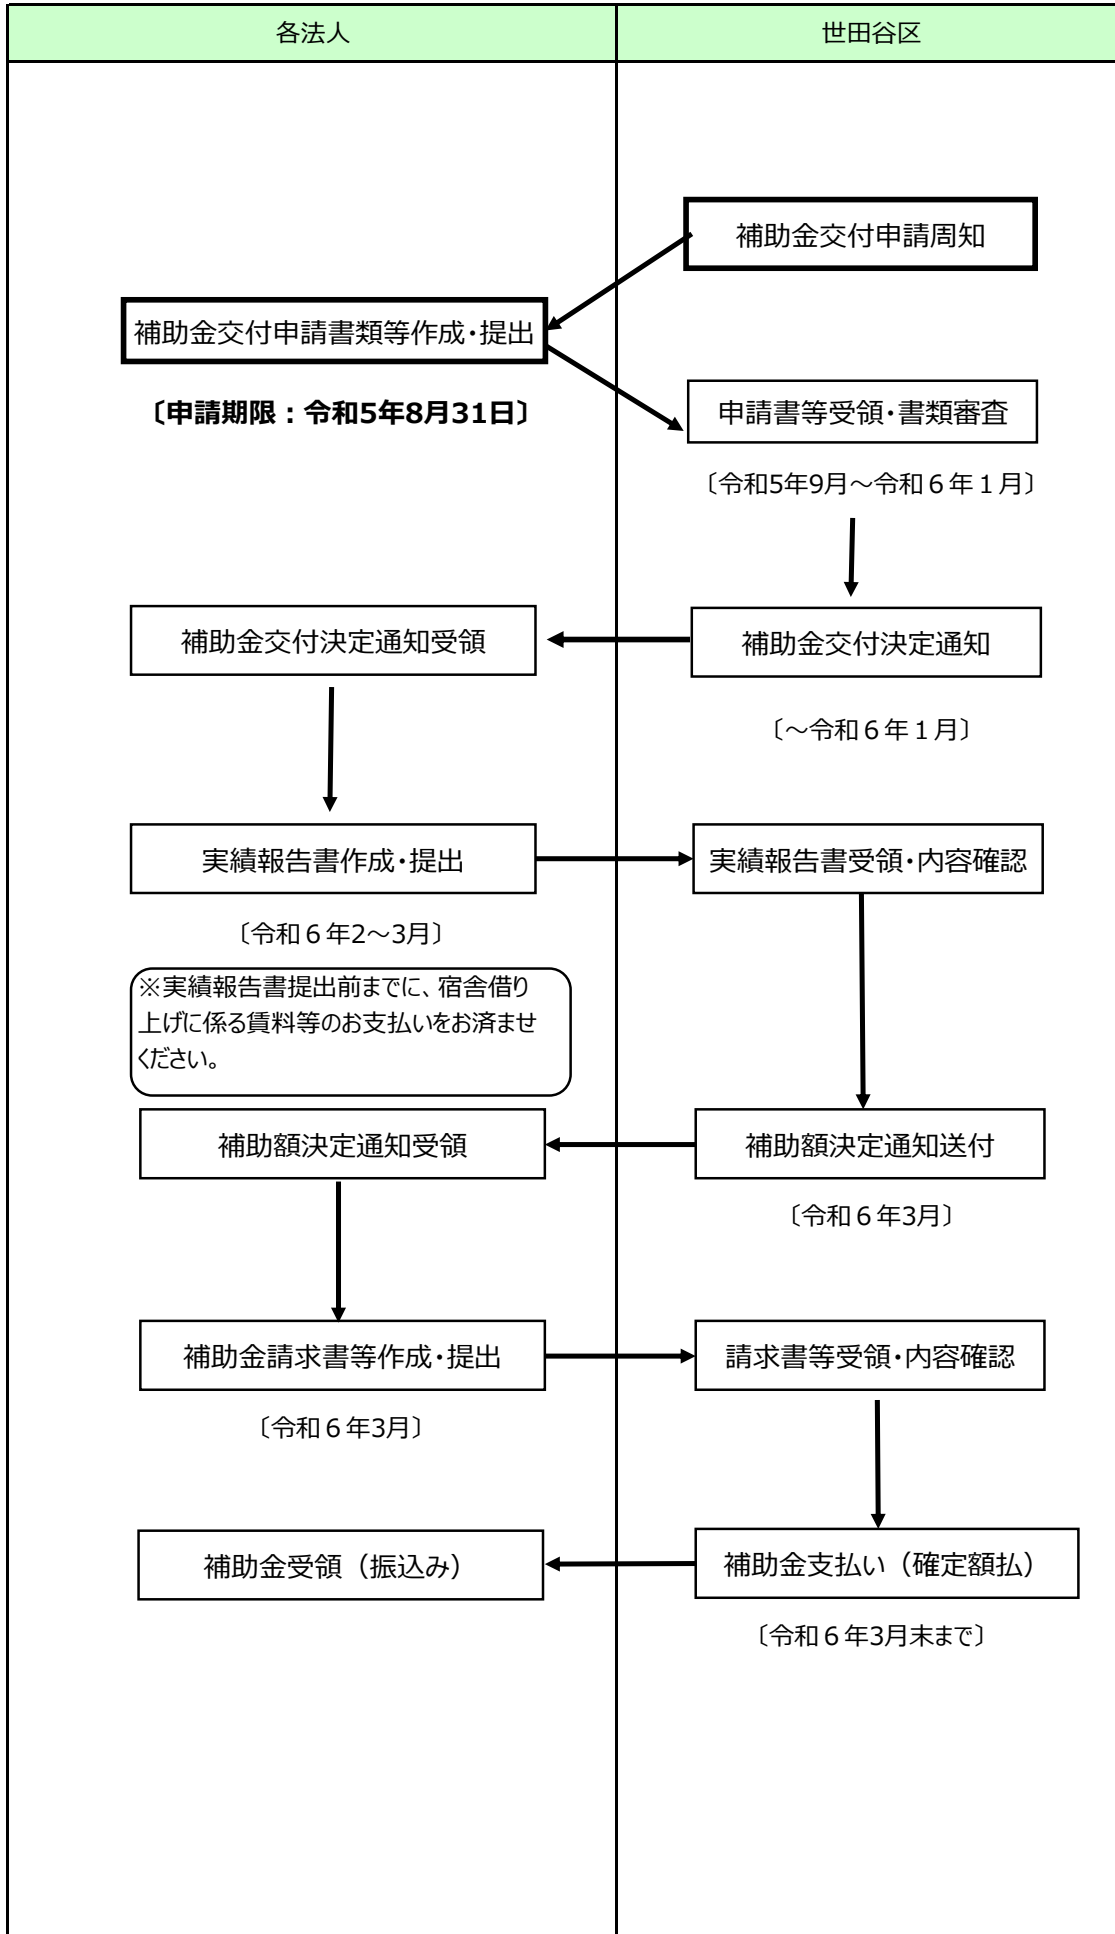 各法人
世田谷区
補助金交付申請周知
補助金交付申請書類等作成・提出
〔申請期限：令和5年8月31日〕
申請書等受領・書類審査
〔令和5年9月～令和６年１月〕
補助金交付決定通知受領
補助金交付決定通知
〔～令和６年１月〕
実績報告書作成・提出
実績報告書受領・内容確認
〔令和６年2～3月〕
※実績報告書提出前までに、宿舎借り
上げに係る賃料等のお支払いをお済ませ
ください。
補助額決定通知受領
補助額決定通知送付
〔令和６年3月〕
補助金請求書等作成・提出
請求書等受領・内容確認
〔令和６年3月〕
補助金受領（振込み）
補助金支払い（確定額払）
〔令和６年3月末まで〕